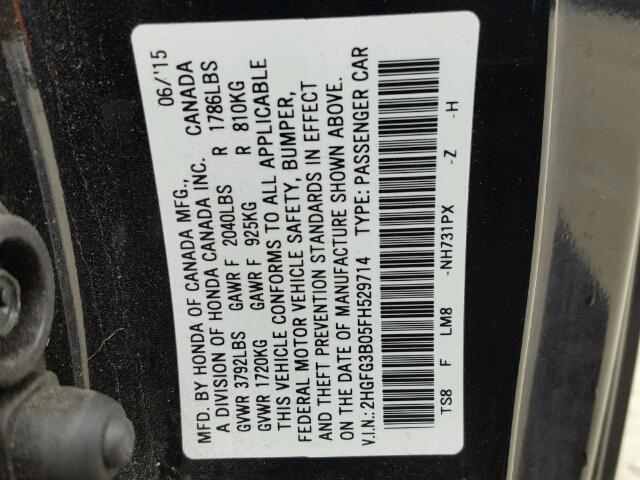 MFD. BY HONDA OF CANADA MFG., 06/'15
A DIVISION OF HONDA CANADA INC. CANADA
GVWR 3792LBS GAWR F 2040LBS R 1786LBS
GVWR 1720KG GAWR F 925KG R 810KG
THIS VEHICLE CONFORMS TO ALL APPLICABLE
FEDERAL MOTOR VEHICLE SAFETY, BUMPER,
AND THEFT PREVENTION STANDARDS IN EFFECT
ON THE DATE OF MANUFACTURE SHOWN ABOVE.
V.I.N.: 2HGFG3B05FH529714 TYPE: PASSENGER CAR
TS8 F LM8 -NH731PX -Z -H